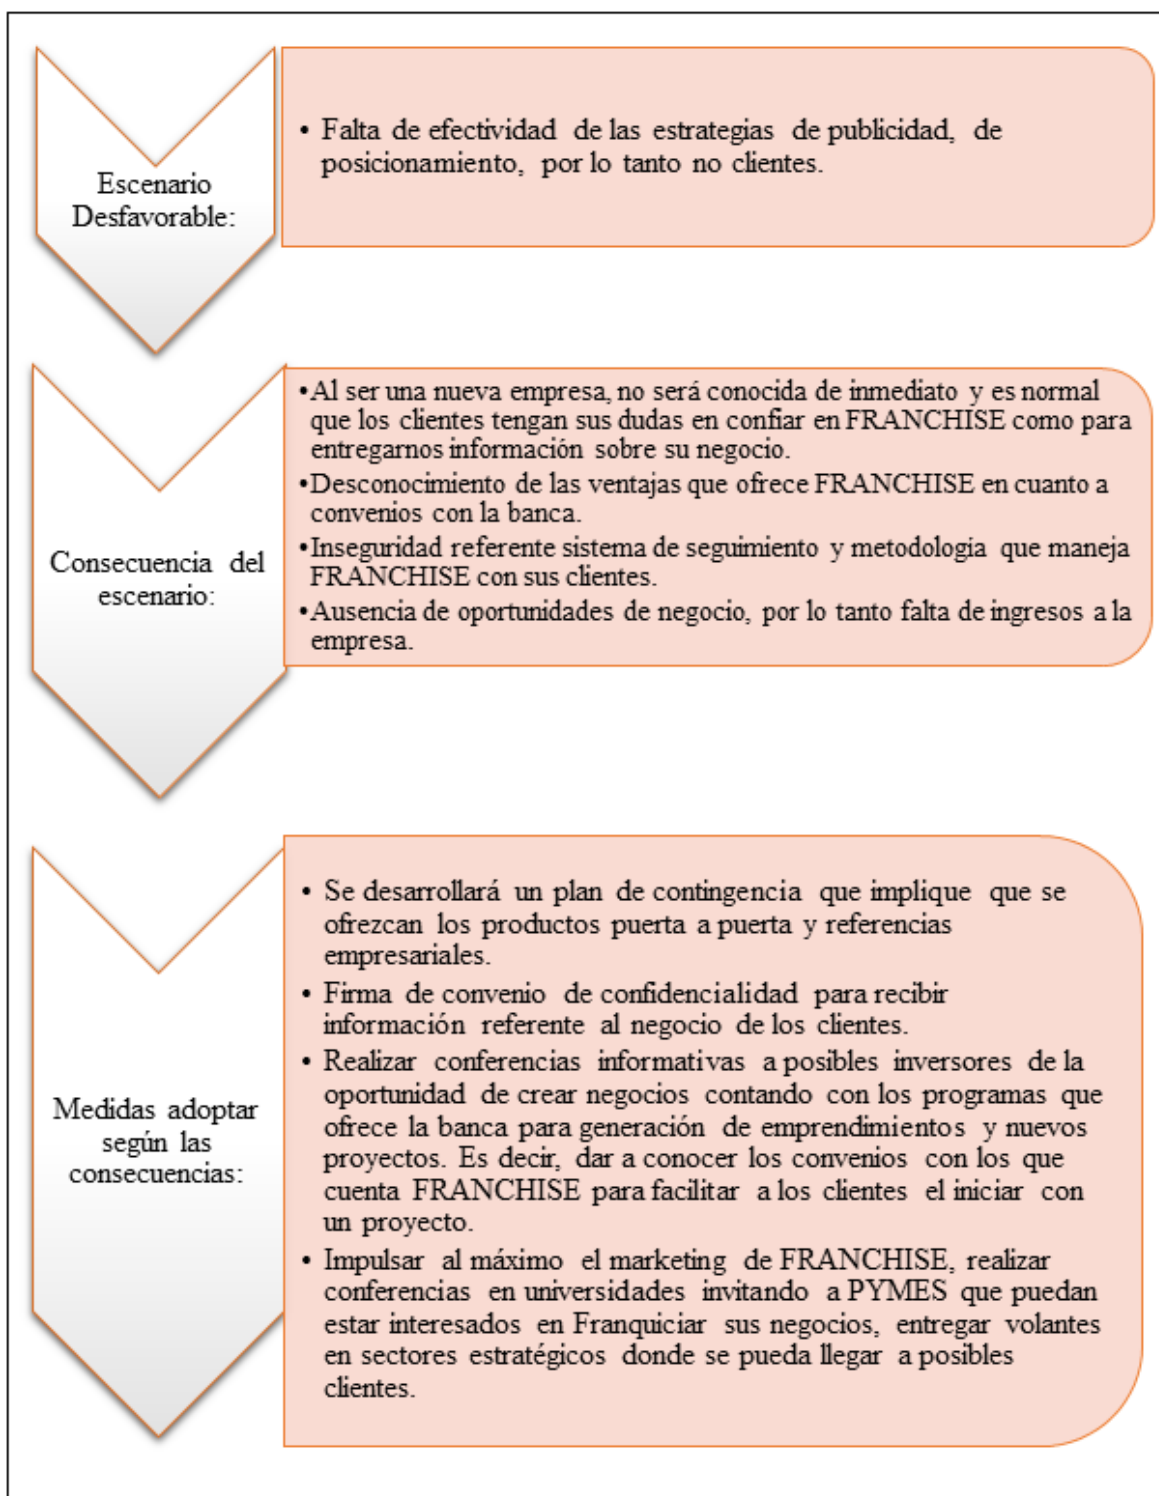 Escenario
Desfavorable:
• Falta de efectividad de las estrategias de publicidad, de
posicionamiento, por lo tanto no clientes.
Consecuencia del
escenario:
•Al ser una nueva empresa, no será conocida de inmediato y es normal
que los clientes tengan sus dudas en confiar en FRANCHISE como para
entregarnos información sobre su negocio.
•Desconocimiento de las ventajas que ofrece FRANCHISE en cuanto a
convenios con la banca.
•Inseguridad referente sistema de seguimiento y metodología que maneja
FRANCHISE con sus clientes.
•Ausencia de oportunidades de negocio, por lo tanto falta de ingresos a la
empresa.
Medidas adoptar
según las
consecuencias:
• Se desarrollará un plan de contingencia que implique que se
ofrezcan los productos puerta a puerta y referencias
empresariales.
• Firma de convenio de confidencialidad para recibir
información referente al negocio de los clientes.
• Realizar conferencias informativas a posibles inversores de la
oportunidad de crear negocios contando con los programas que
ofrece la banca para generación de emprendimientos y nuevos
proyectos. Es decir, dar a conocer los convenios con los que
cuenta FRANCHISE para facilitar a los clientes el iniciar con
un proyecto.
• Impulsar al máximo el marketing de FRANCHISE, realizar
conferencias en universidades invitando a PYMES que puedan
estar interesados en Franquiciar sus negocios, entregar volantes
en sectores estratégicos donde se pueda llegar a posibles
clientes.